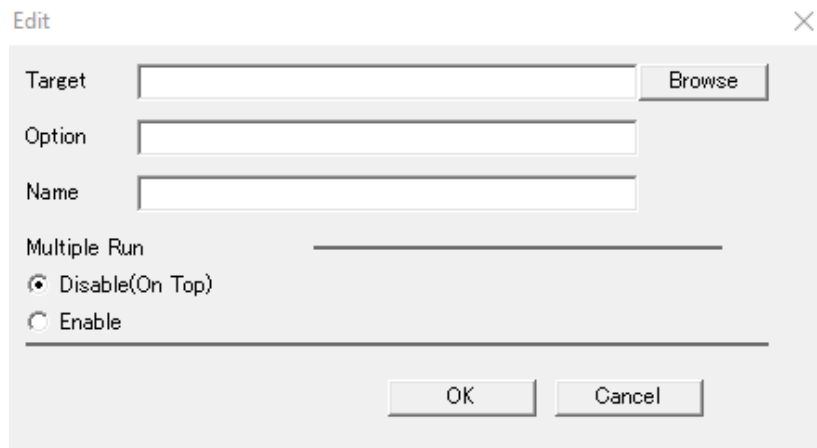 Edit
Target Browse
Option
Name
Multiple Run
Disable(On Top)
Enable
OK Cancel